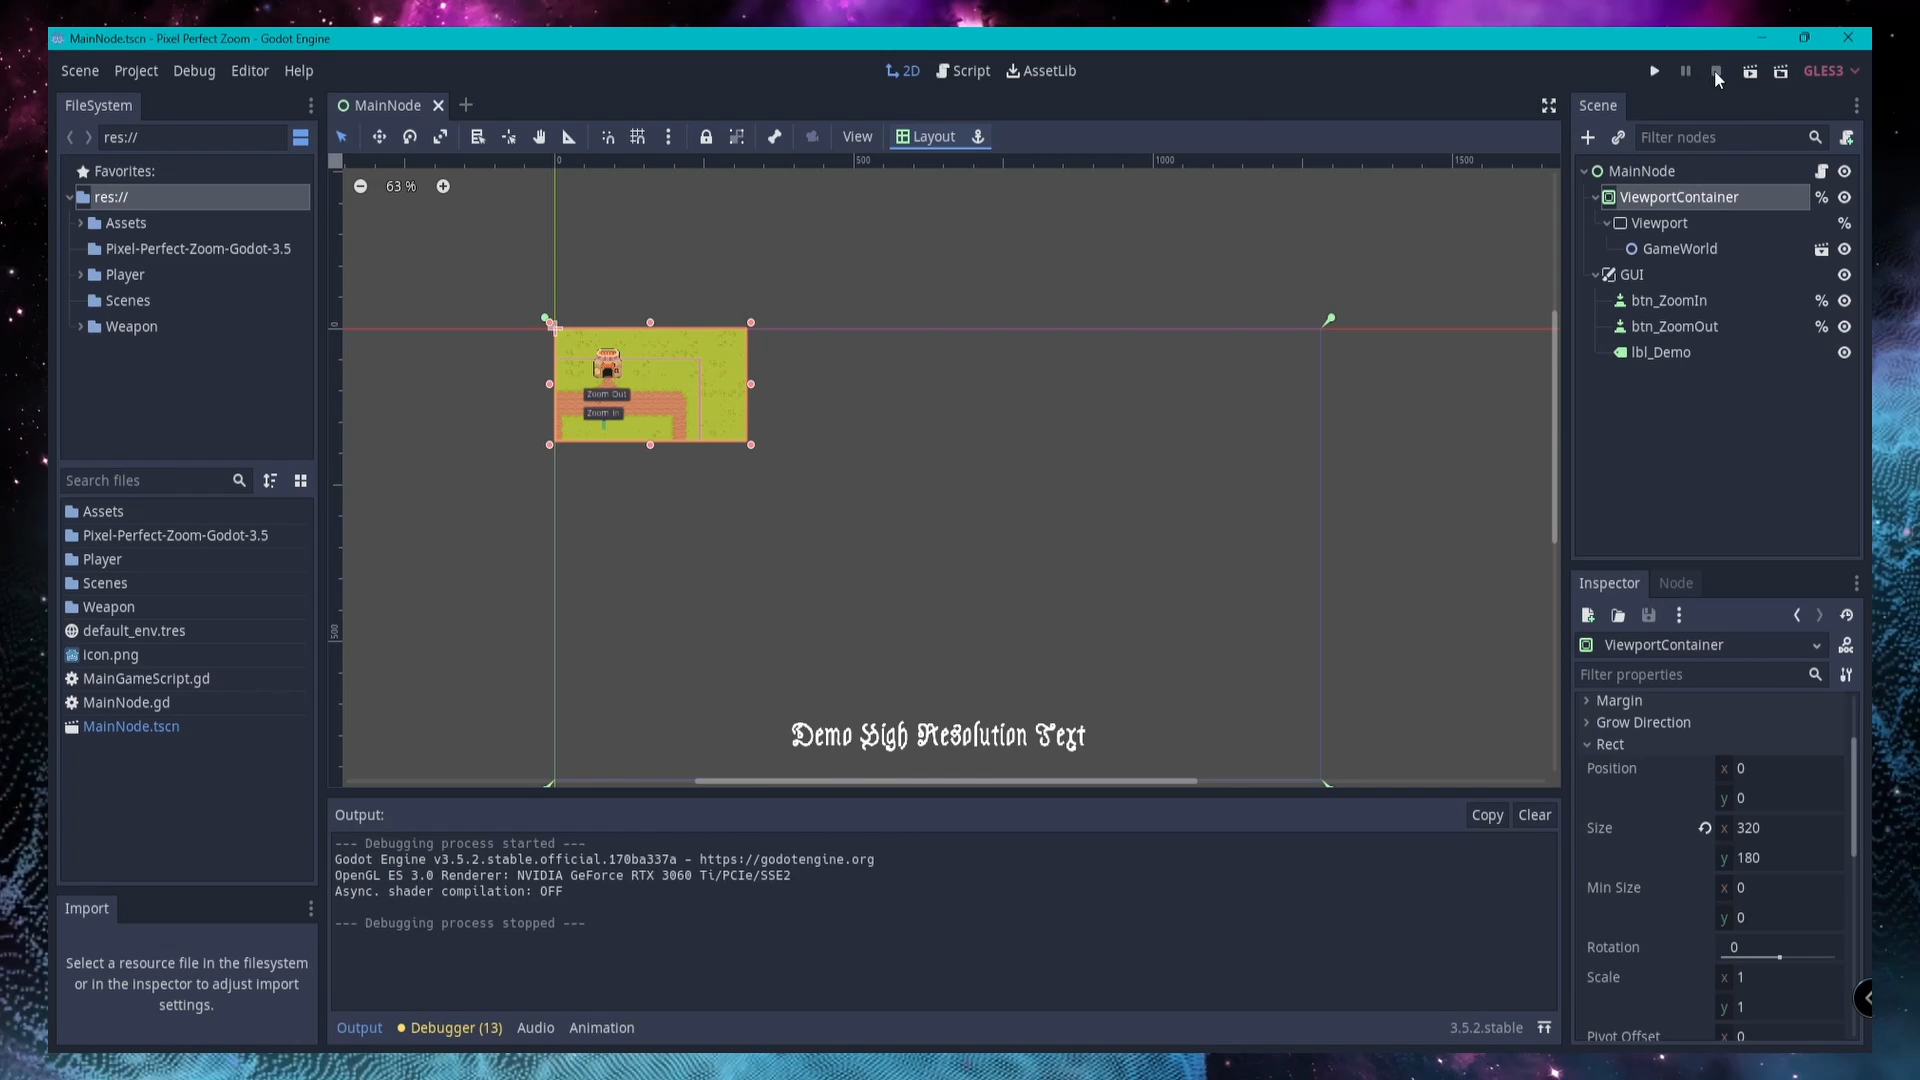 MainNode.tscn - Pixel Perfect Zoom - Godot Engine
Scene Project Debug Editor Help
2D Script AssetLib
GLES3
FileSystem
res://
Favorites:
res://
Assets
Pixel-Perfect-Zoom-Godot-3.5
Player
Scenes
Weapon
Search files
Assets
Pixel-Perfect-Zoom-Godot-3.5
Player
Scenes
Weapon
default_env.tres
icon.png
MainGameScript.gd
MainNode.gd
MainNode.tscn
Import
Select a resource file in the filesystem
or in the inspector to adjust import
settings.
MainNode
View Layout
0 500 1000 1500
63 %
0
500
Zoom Out
Zoom In
Demo High Resolution Text
Output:
Copy Clear
--- Debugging process started ---
Godot Engine v3.5.2.stable.official.170ba337a - https://godotengine.org
OpenGL ES 3.0 Renderer: NVIDIA GeForce RTX 3060 Ti/PCIe/SSE2
Async. shader compilation: OFF
--- Debugging process stopped ---
Output Debugger (13) Audio Animation
3.5.2.stable
Scene
Filter nodes
MainNode
ViewportContainer
Viewport
GameWorld
GUI
btn_ZoomIn
btn_ZoomOut
lbl_Demo
Inspector Node
ViewportContainer
Filter properties
Margin
Grow Direction
Rect
Position x 0
y 0
Size x 320
y 180
Min Size x 0
y 0
Rotation 0
Scale x 1
y 1
Pivot Offset x 0